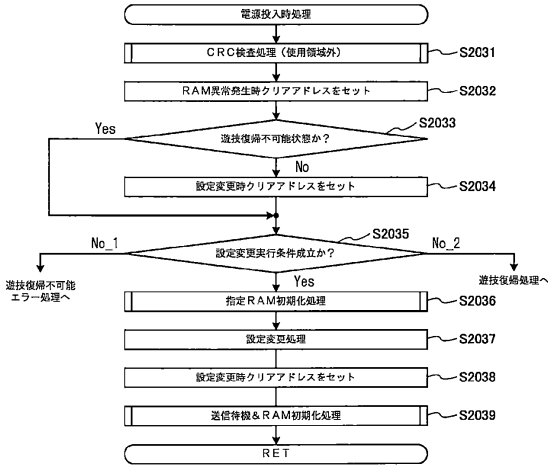 電源投入時処理
CRC検査処理（使用領域外）
S2031
RAM異常発生時クリアアドレスをセット
S2032
S2033
Yes
遊技復帰不可能状態か？
No
設定変更時クリアアドレスをセット
S2034
S2035
No_1
設定変更実行条件成立か？
No_2
遊技復帰不可能
エラー処理へ
遊技復帰処理へ
Yes
指定RAM初期化処理
S2036
設定変更処理
S2037
設定変更時クリアアドレスをセット
S2038
送信待機＆RAM初期化処理
S2039
RET